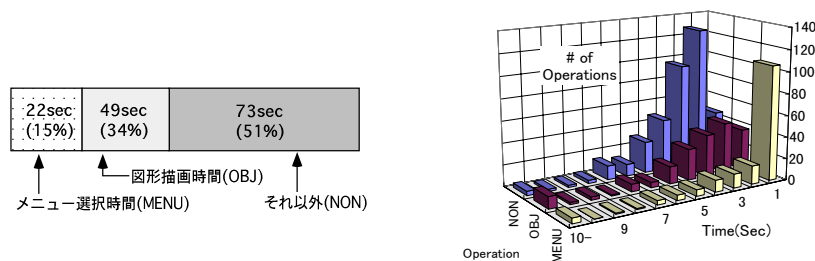 22sec
(15%)
49sec
(34%)
73sec
(51%)
図形描画時間(OBJ)
メニュー選択時間(MENU)
それ以外(NON)
# of
Operations
140
120
100
80
60
40
20
0
NON
OBJ
MENU
10-
9
7
5
3
1
Time(Sec)
Operation